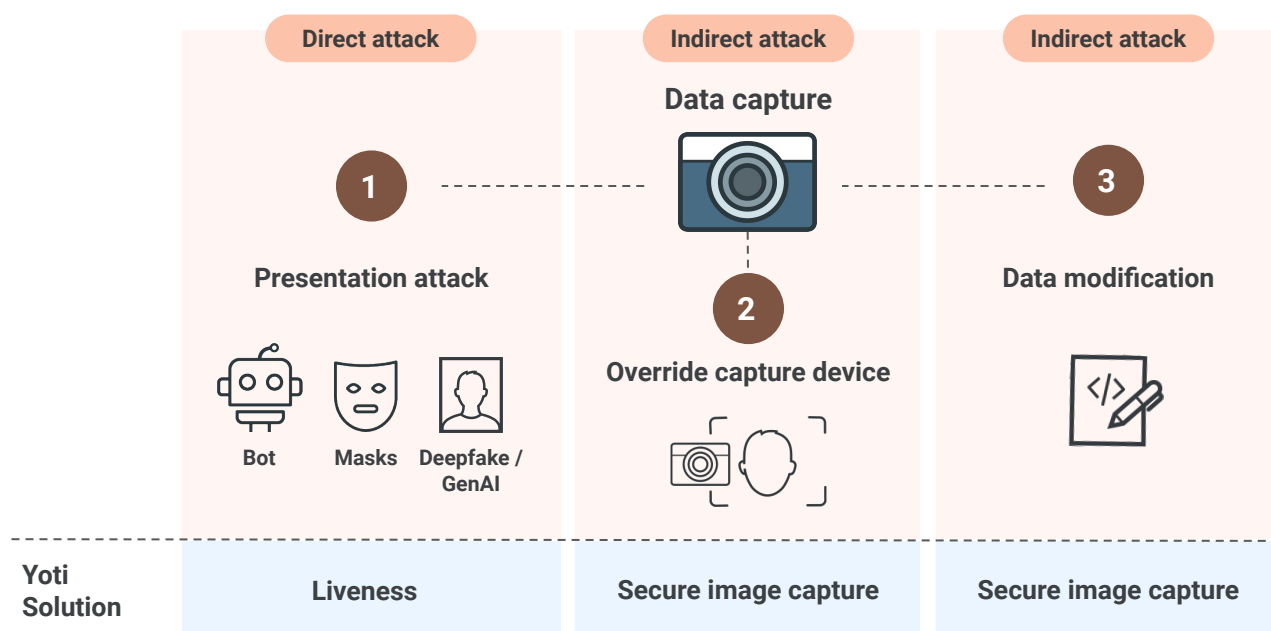 Direct attack
Indirect attack
Indirect attack
Data capture
1
3
Presentation attack
Data modification
2
Override capture device
</>
Bot
Masks
Deepfake /
GenAI
Yoti
Solution
Liveness
Secure image capture
Secure image capture